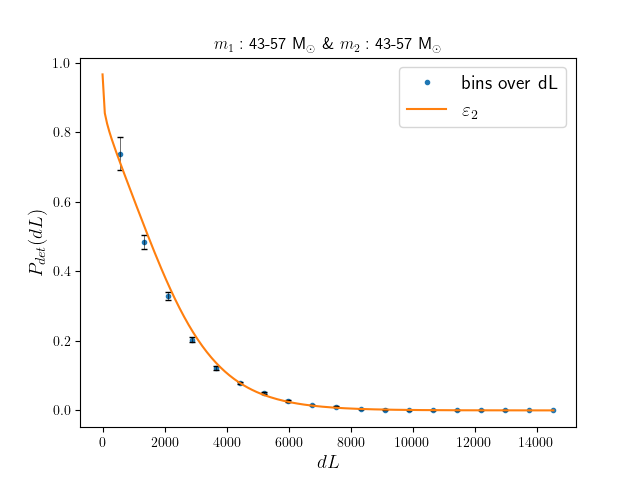 m₁ : 43-57 M☉ & m₂ : 43-57 M☉
bins over dL
ε₂
P_det(dL)
1.0
0.8
0.6
0.4
0.2
0.0
0 2000 4000 6000 8000 10000 12000 14000
dL